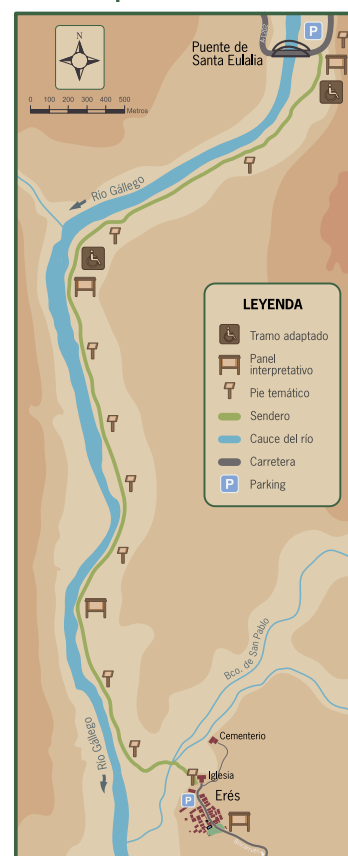 N
0 100 200 300 400 500
Metros
P
Puente de
Santa Eulalia
Río Gállego
LEYENDA
Tramo adaptado
Panel
interpretativo
Pie temático
Sendero
Cauce del río
Carretera
P Parking
Bco. de San Pablo
Cementerio
Río Gállego
Iglesia
P
Erés